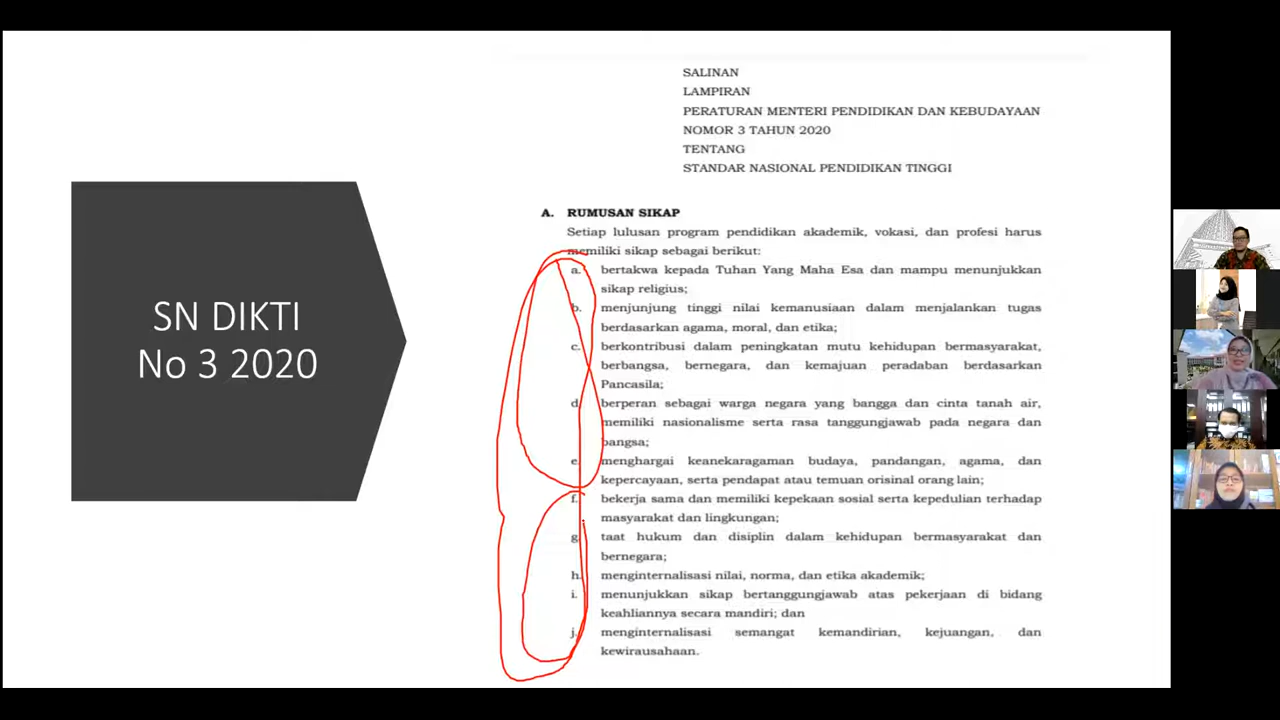 SN DIKTI
No 3 2020
SALINAN
LAMPIRAN
PERATURAN MENTERI PENDIDIKAN DAN KEBUDAYAAN
NOMOR 3 TAHUN 2020
TENTANG
STANDAR NASIONAL PENDIDIKAN TINGGI
A. RUMUSAN SIKAP
Setiap lulusan program pendidikan akademik, vokasi, dan profesi harus
memiliki sikap sebagai berikut:
a. bertakwa kepada Tuhan Yang Maha Esa dan mampu menunjukkan
sikap religius;
b. menjunjung tinggi nilai kemanusiaan dalam menjalankan tugas
berdasarkan agama, moral, dan etika;
c. berkontribusi dalam peningkatan mutu kehidupan bermasyarakat,
berbangsa, bernegara, dan kemajuan peradaban berdasarkan
Pancasila;
d. berperan sebagai warga negara yang bangga dan cinta tanah air,
memiliki nasionalisme serta rasa tanggungjawab pada negara dan
bangsa;
e. menghargai keanekaragaman budaya, pandangan, agama, dan
kepercayaan, serta pendapat atau temuan orisinal orang lain;
f. bekerja sama dan memiliki kepekaan sosial serta kepedulian terhadap
masyarakat dan lingkungan;
g. taat hukum dan disiplin dalam kehidupan bermasyarakat dan
bernegara;
h. menginternalisasi nilai, norma, dan etika akademik;
i. menunjukkan sikap bertanggungjawab atas pekerjaan di bidang
keahliannya secara mandiri; dan
j. menginternalisasi semangat kemandirian, kejuangan, dan
kewirausahaan.